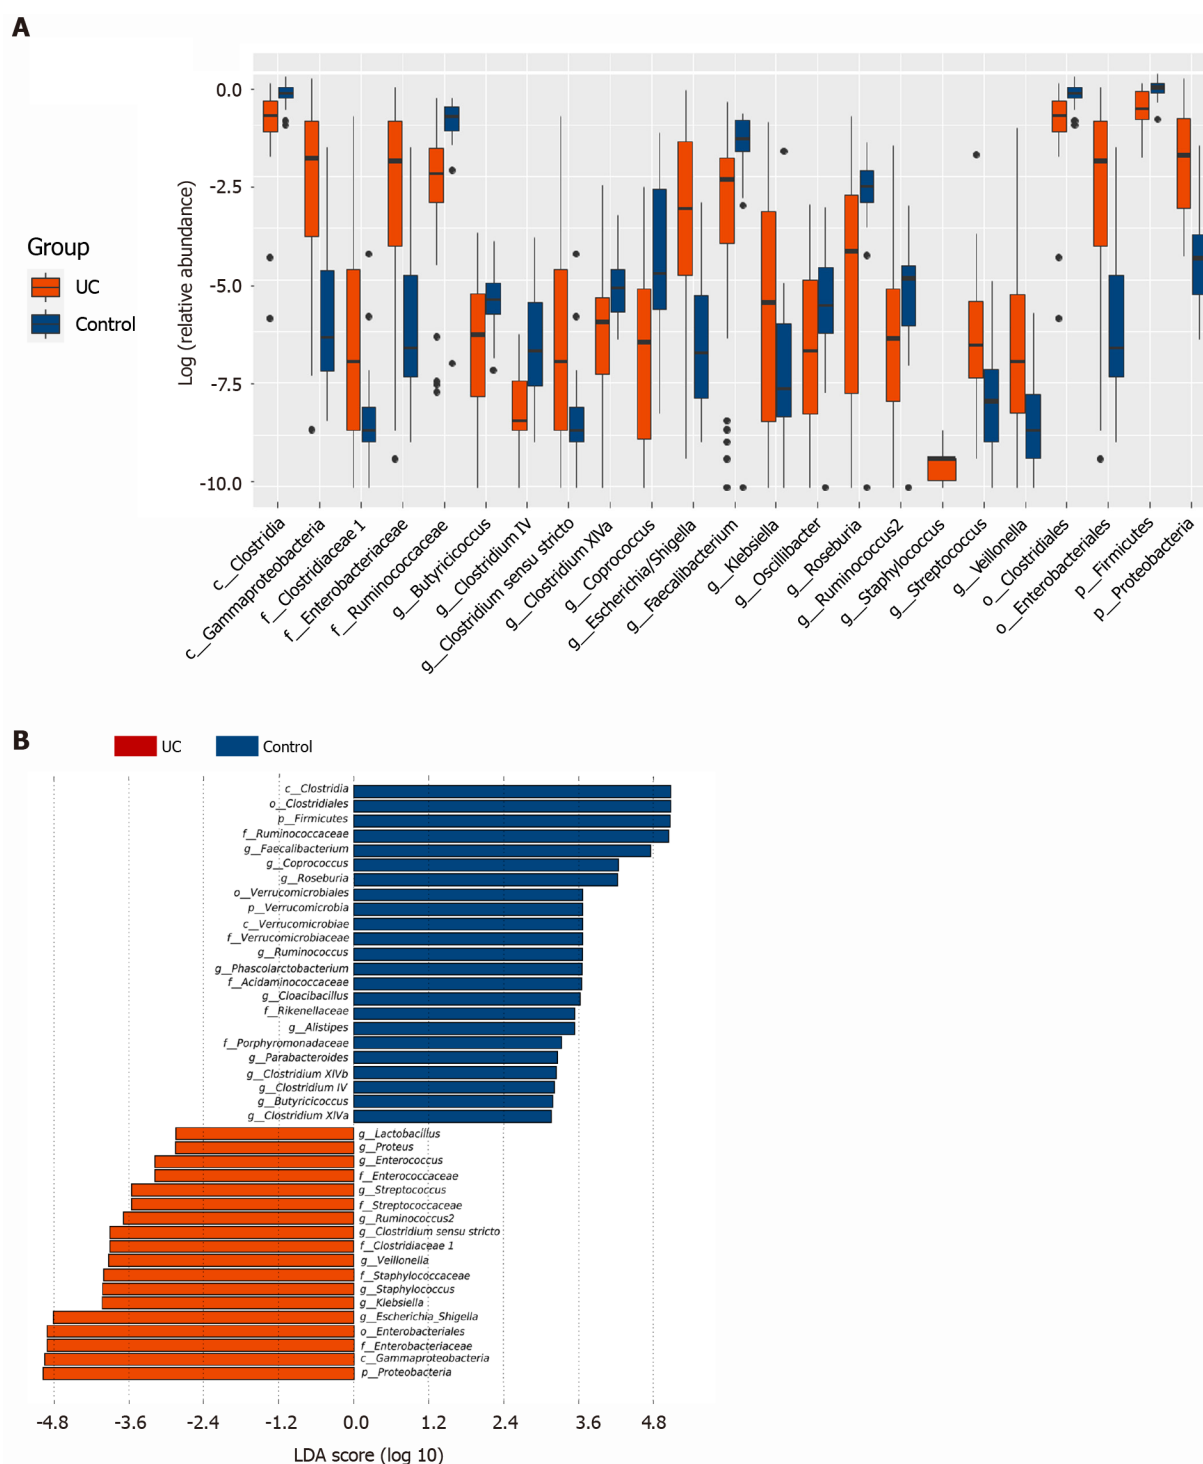 A
Group
UC
Control
Log (relative abundance)
0.0
-2.5
-5.0
-7.5
-10.0
c__Clostridia
c__Gammaproteobacteria
f__Clostridiaceae 1
f__Enterobacteriaceae
f__Ruminococcaceae
g__Butyricoccus
g__Clostridium IV
g__Clostridium sensu stricto
g__Clostridium XIVa
g__Coprococcus
g__Escherichia/Shigella
g__Faecalibacterium
g__Klebsiella
g__Oscillibacter
g__Roseburia
g__Ruminococcus2
g__Staphylococcus
g__Streptococcus
g__Veillonella
o__Clostridiales
o__Enterobacteriales
p__Firmicutes
p__Proteobacteria
B
UC
Control
c__Clostridia
o__Clostridiales
p__Firmicutes
f__Ruminococcaceae
g__Faecalibacterium
g__Coprococcus
g__Roseburia
o__Verrucomicrobiales
p__Verrucomicrobia
c__Verrucomicrobiae
f__Verrucomicrobiaceae
g__Ruminococcus
g__Phascolarctobacterium
f__Acidaminococcaceae
g__Cloacibacillus
f__Rikenellaceae
g__Alistipes
f__Porphyromonadaceae
g__Parabacteroides
g__Clostridium XIVb
g__Clostridium IV
g__Butyricicoccus
g__Clostridium XIVa
g__Lactobacillus
g__Proteus
g__Enterococcus
f__Enterococcaceae
g__Streptococcus
f__Streptococcaceae
g__Ruminococcus2
g__Clostridium sensu stricto
f__Clostridiaceae 1
g__Veillonella
f__Staphylococcaceae
g__Staphylococcus
g__Klebsiella
g__Escherichia_Shigella
o__Enterobacteriales
f__Enterobacteriaceae
c__Gammaproteobacteria
p__Proteobacteria
-4.8 -3.6 -2.4 -1.2 0.0 1.2 2.4 3.6 4.8
LDA score (log 10)